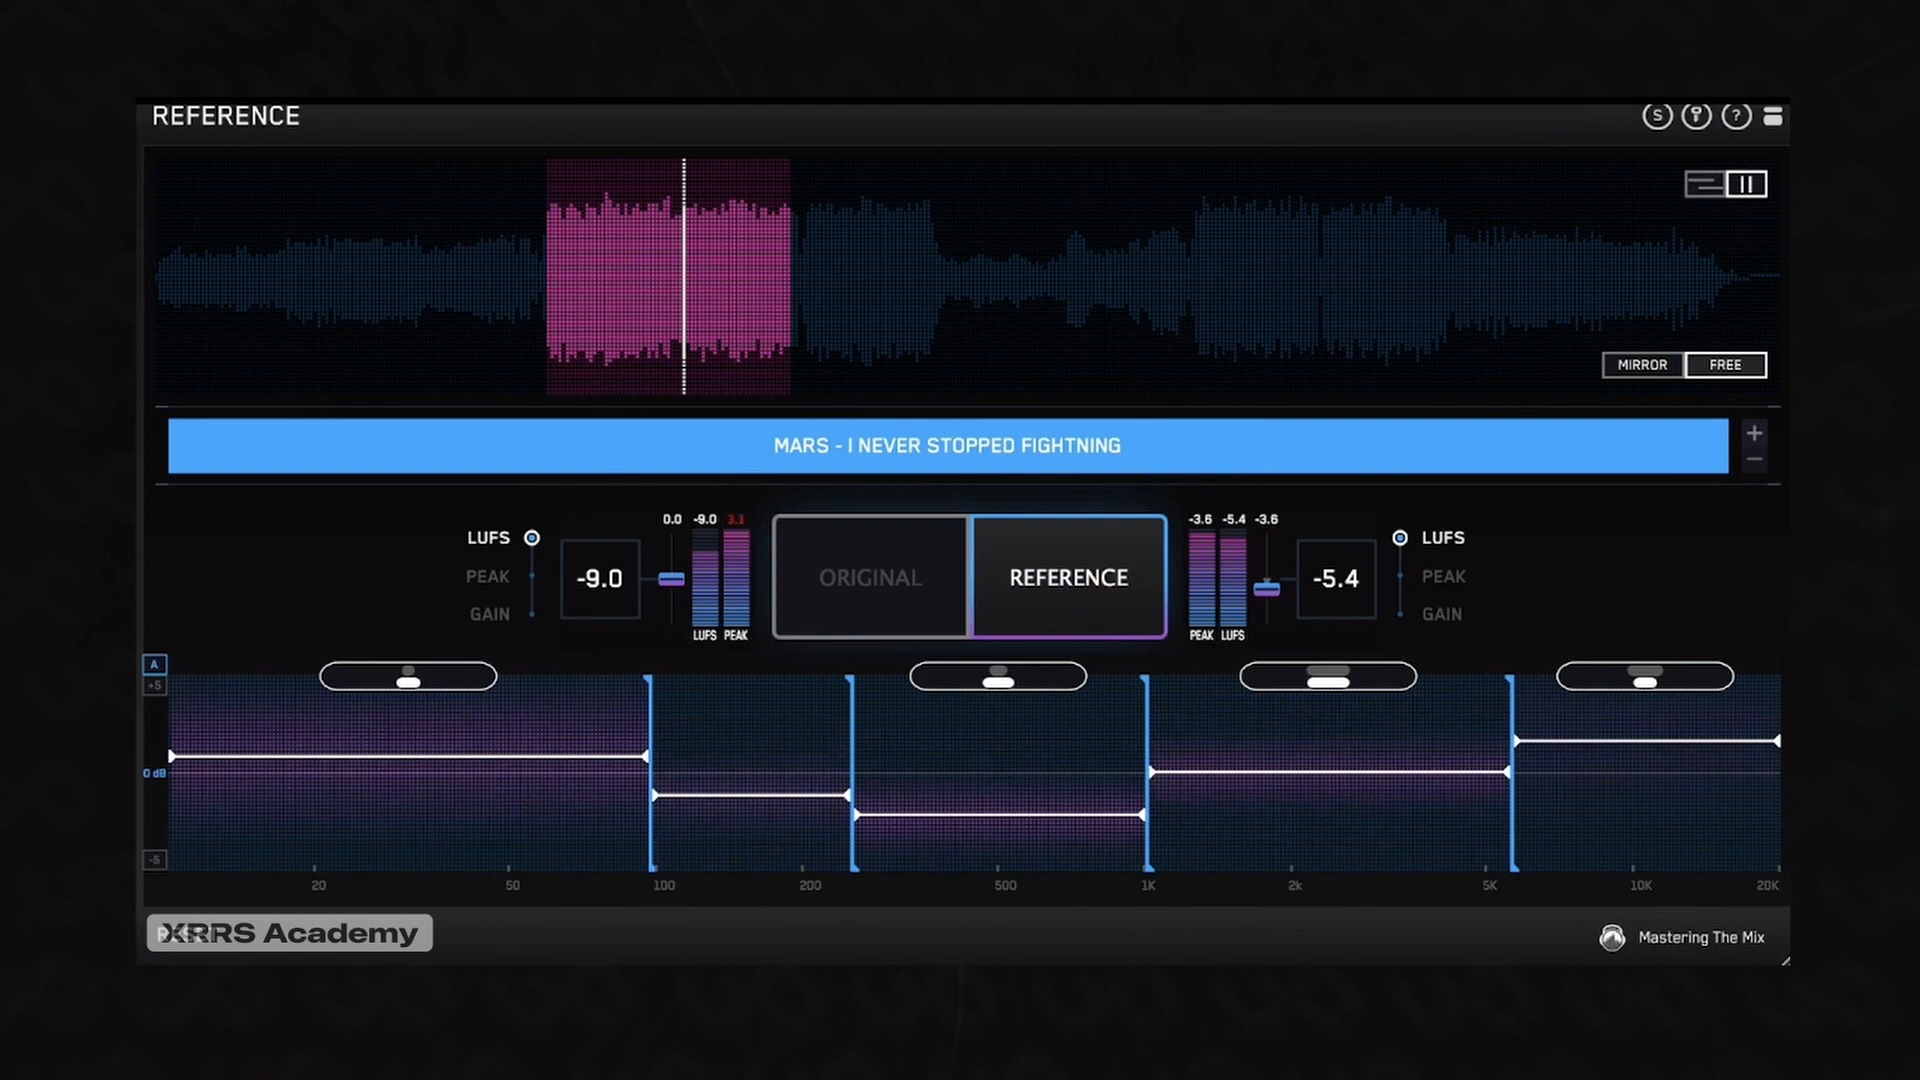 REFERENCE
S
?
MIRROR FREE
MARS - I NEVER STOPPED FIGHTNING
+
−
0.0 -9.0 3.1
-3.6 -5.4 -3.6
LUFS
PEAK
GAIN
-9.0
LUFS PEAK
ORIGINAL
REFERENCE
PEAK LUFS
-5.4
LUFS
PEAK
GAIN
A
+5
0 dB
-5
20 50 100 200 500 1K 2k 5K 10K 20K
XRRS Academy
Mastering The Mix